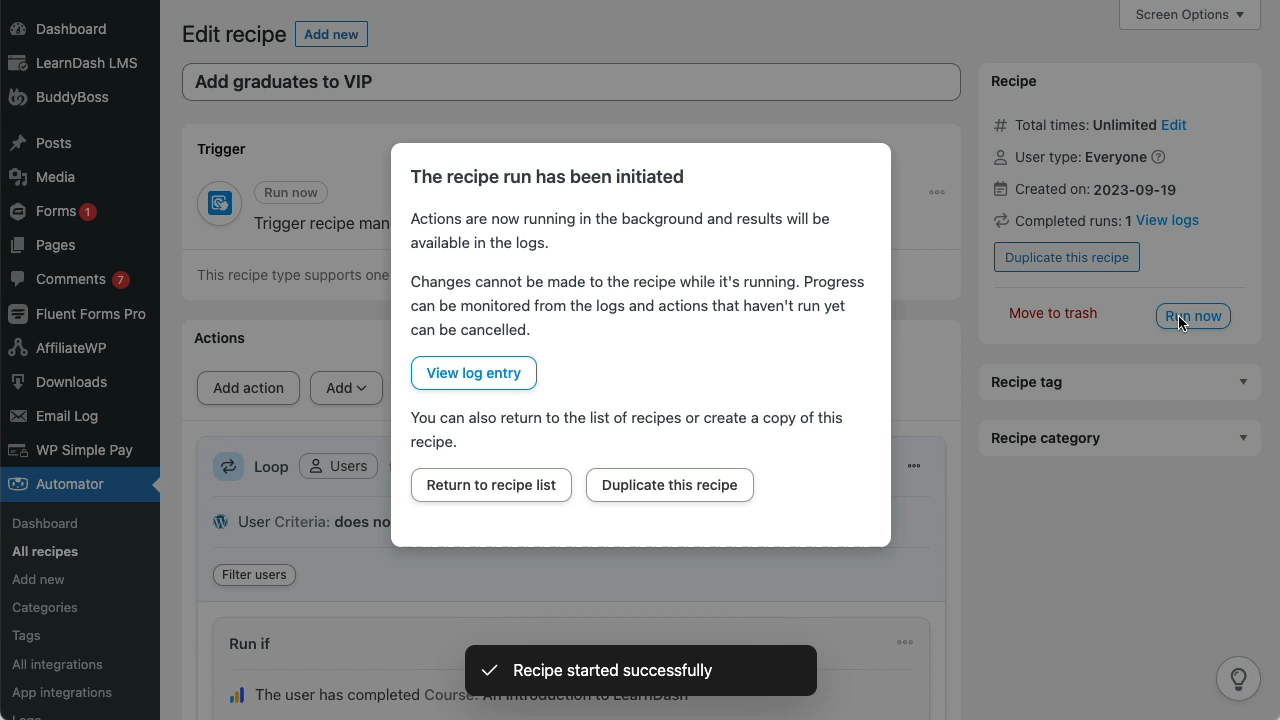 Dashboard
LearnDash LMS
BuddyBoss
Posts
Media
Forms 1
Pages
Comments 7
Fluent Forms Pro
AffiliateWP
Downloads
Email Log
WP Simple Pay
Automator
Dashboard
All recipes
Add new
Categories
Tags
All integrations
App integrations
Logs
Screen Options
Edit recipe Add new
Add graduates to VIP
Trigger
Run now
Trigger recipe man
This recipe type supports one
Actions
Add action Add
Loop Users
User Criteria: does no
Filter users
Run if
The user has completed Course: An introduction to LearnDash
The recipe run has been initiated
Actions are now running in the background and results will be
available in the logs.
Changes cannot be made to the recipe while it's running. Progress
can be monitored from the logs and actions that haven't run yet
can be cancelled.
View log entry
You can also return to the list of recipes or create a copy of this
recipe.
Return to recipe list Duplicate this recipe
Recipe started successfully
Recipe
Total times: Unlimited Edit
User type: Everyone
Created on: 2023-09-19
Completed runs: 1 View logs
Duplicate this recipe
Move to trash Run now
Recipe tag
Recipe category